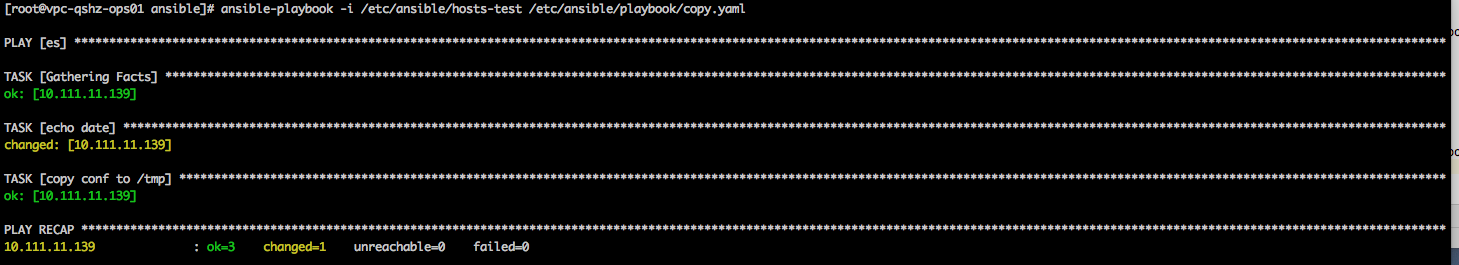 [root@vpc-qshz-ops01 ansible]# ansible-playbook -i /etc/ansible/hosts-test /etc/ansible/playbook/copy.yaml
PLAY [es] ****************************************************************************************************************************************************************************************************
TASK [Gathering Facts] ***************************************************************************************************************************************************************************************
ok: [10.111.11.139]
TASK [echo date] *********************************************************************************************************************************************************************************************
changed: [10.111.11.139]
TASK [copy conf to /tmp] *************************************************************************************************************************************************************************************
ok: [10.111.11.139]
PLAY RECAP ***************************************************************************************************************************************************************************************************
10.111.11.139 : ok=3 changed=1 unreachable=0 failed=0